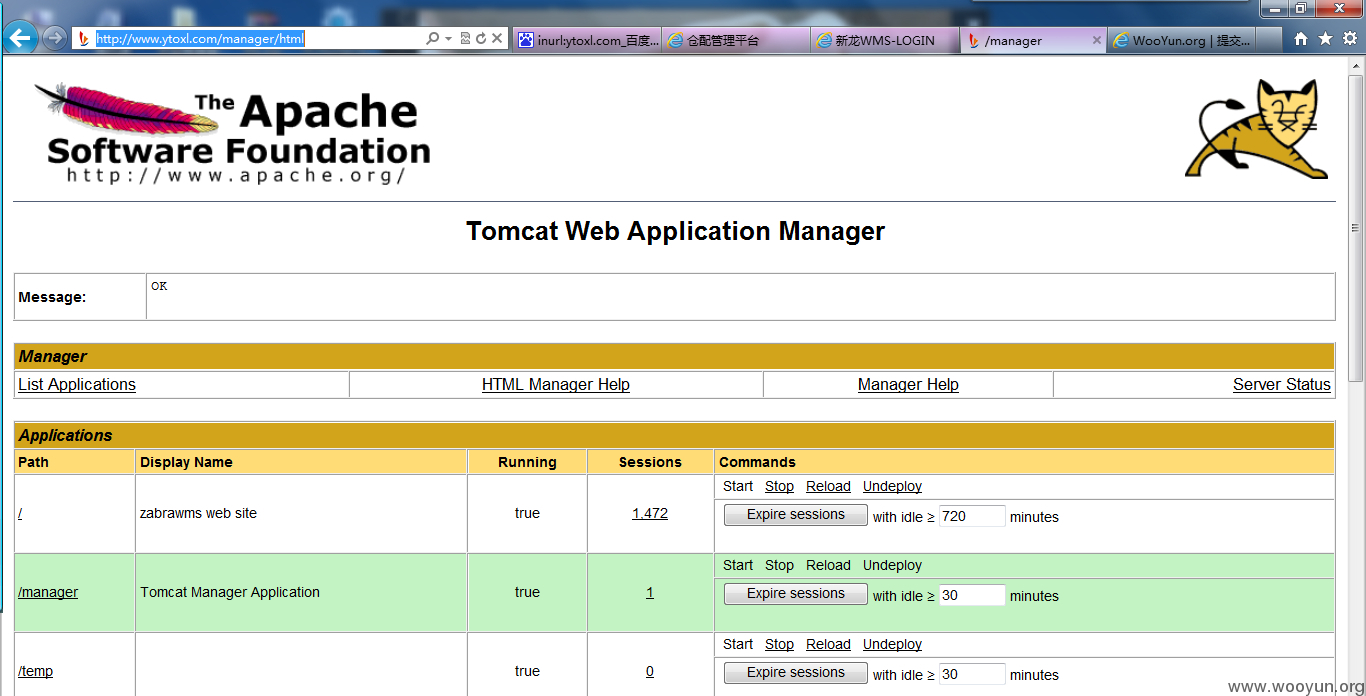 http://www.ytoxl.com/manager/html
inurl:ytoxl.com_百度... 仓配管理平台 新龙WMS-LOGIN /manager WooYun.org | 提交...
The Apache
Software Foundation
http://www.apache.org/
Tomcat Web Application Manager
Message: OK
Manager
List Applications HTML Manager Help Manager Help Server Status
Applications
Path Display Name Running Sessions Commands
/ zabrawms web site true 1,472 Start Stop Reload Undeploy
Expire sessions with idle ≥ 720 minutes
/manager Tomcat Manager Application true 1 Start Stop Reload Undeploy
Expire sessions with idle ≥ 30 minutes
/temp true 0 Start Stop Reload Undeploy
Expire sessions with idle ≥ 30 minutes
www.wooyun.org